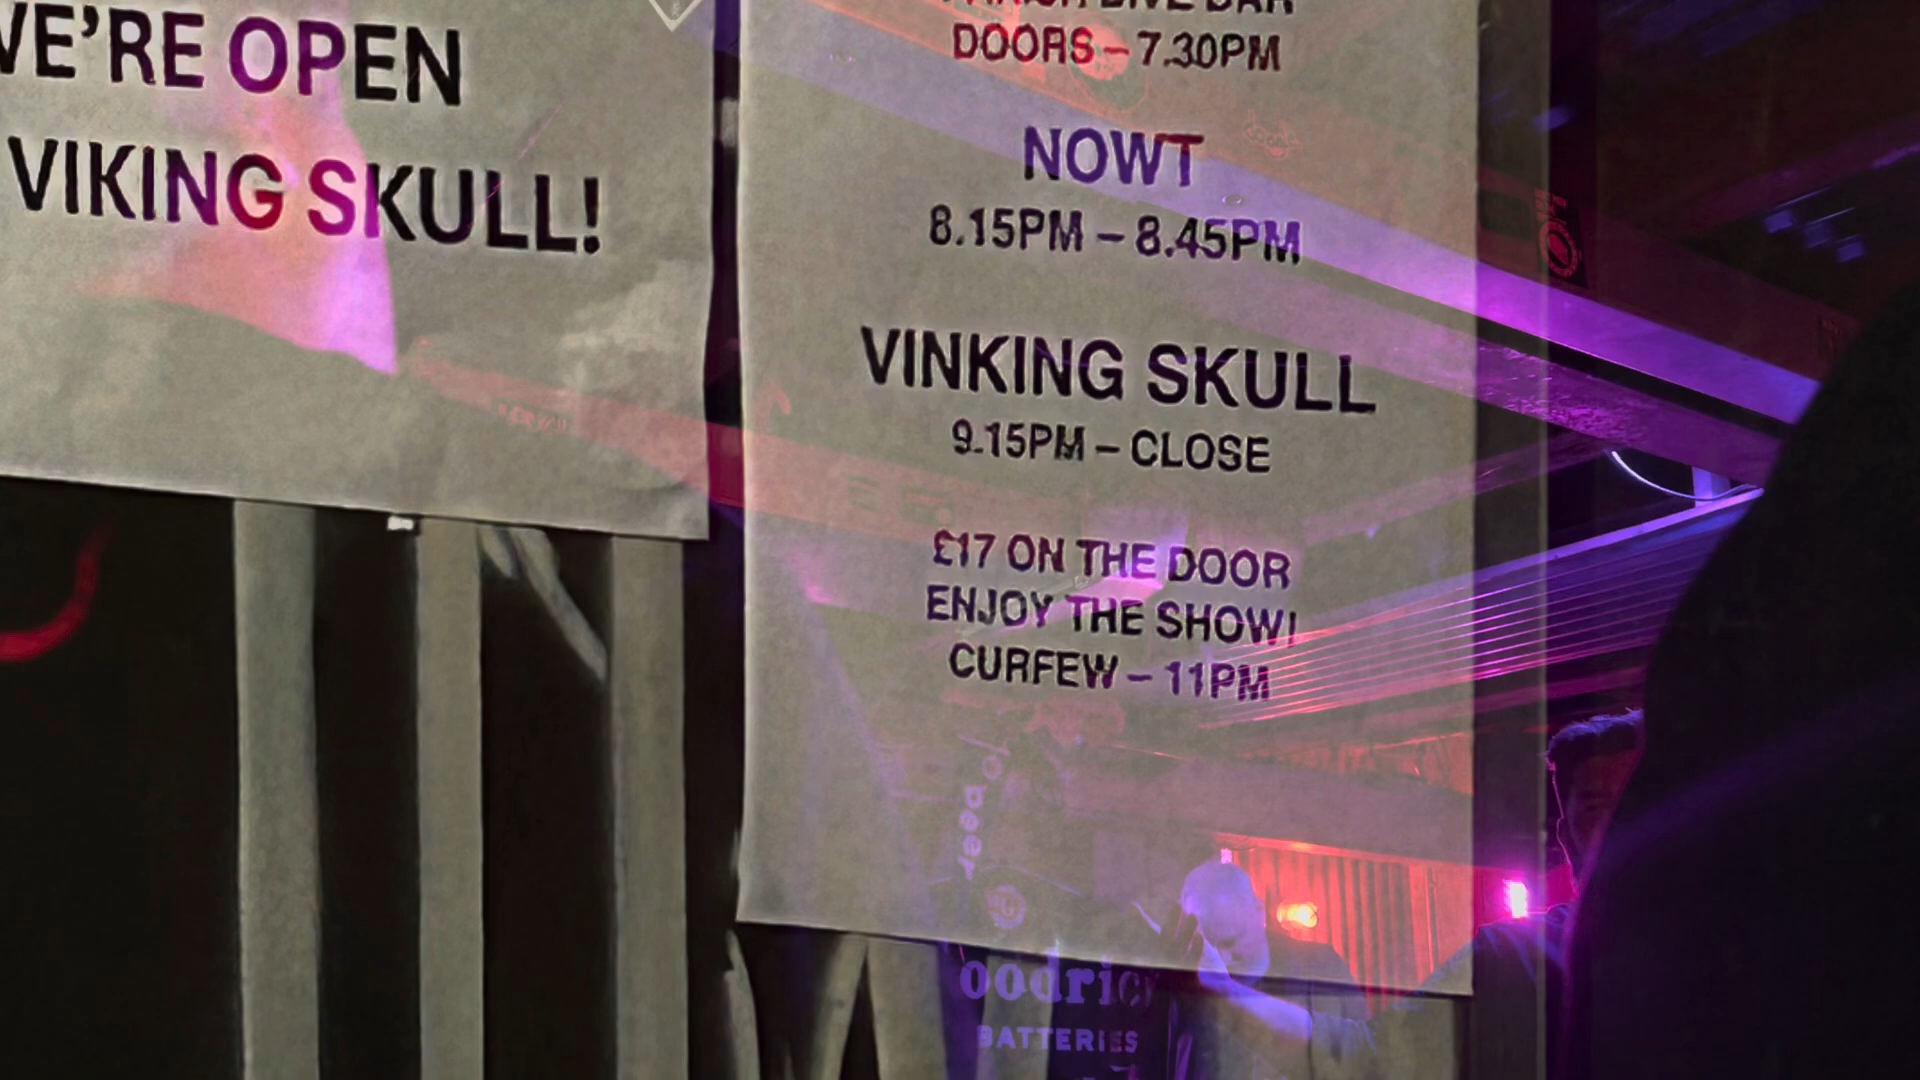 WE'RE OPEN
VIKING SKULL!
DOORS – 7.30PM
NOWT
8.15PM – 8.45PM
VINKING SKULL
9.15PM – CLOSE
£17 ON THE DOOR
ENJOY THE SHOW!
CURFEW – 11PM
beer
oodric
BATTERIES